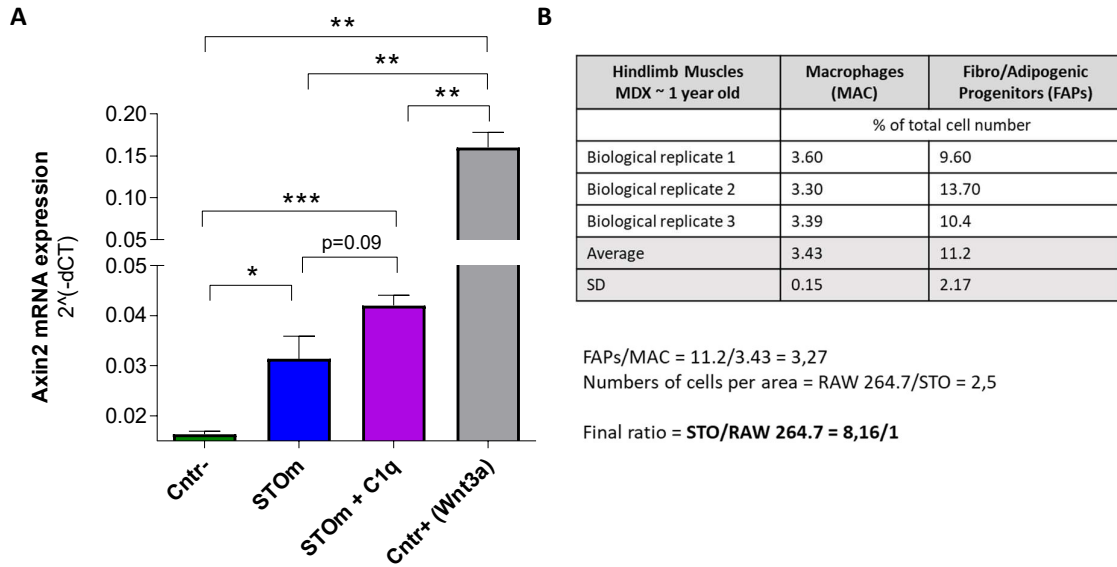 A
**
**
**
0.20
0.15
0.10
0.05
***
p=0.09
*
0.05
0.04
0.03
0.02
Axin2 mRNA expression
2^(-dCT)
Cntr-
STOm
STOm + C1q
Cntr+ (Wnt3a)
B
Hindlimb Muscles
MDX ~ 1 year old
Macrophages
(MAC)
Fibro/Adipogenic
Progenitors (FAPs)
% of total cell number
Biological replicate 1 3.60 9.60
Biological replicate 2 3.30 13.70
Biological replicate 3 3.39 10.4
Average 3.43 11.2
SD 0.15 2.17
FAPs/MAC = 11.2/3.43 = 3,27
Numbers of cells per area = RAW 264.7/STO = 2,5
Final ratio = STO/RAW 264.7 = 8,16/1